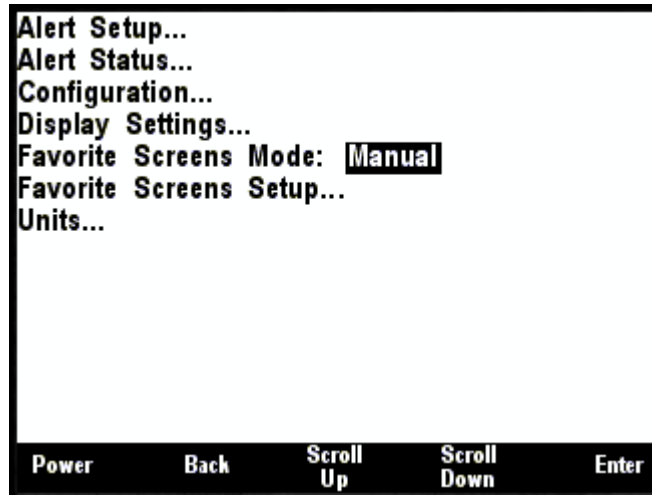 Alert Setup...
Alert Status...
Configuration...
Display Settings...
Favorite Screens Mode: Manual
Favorite Screens Setup...
Units...
Power Back Scroll Up Scroll Down Enter